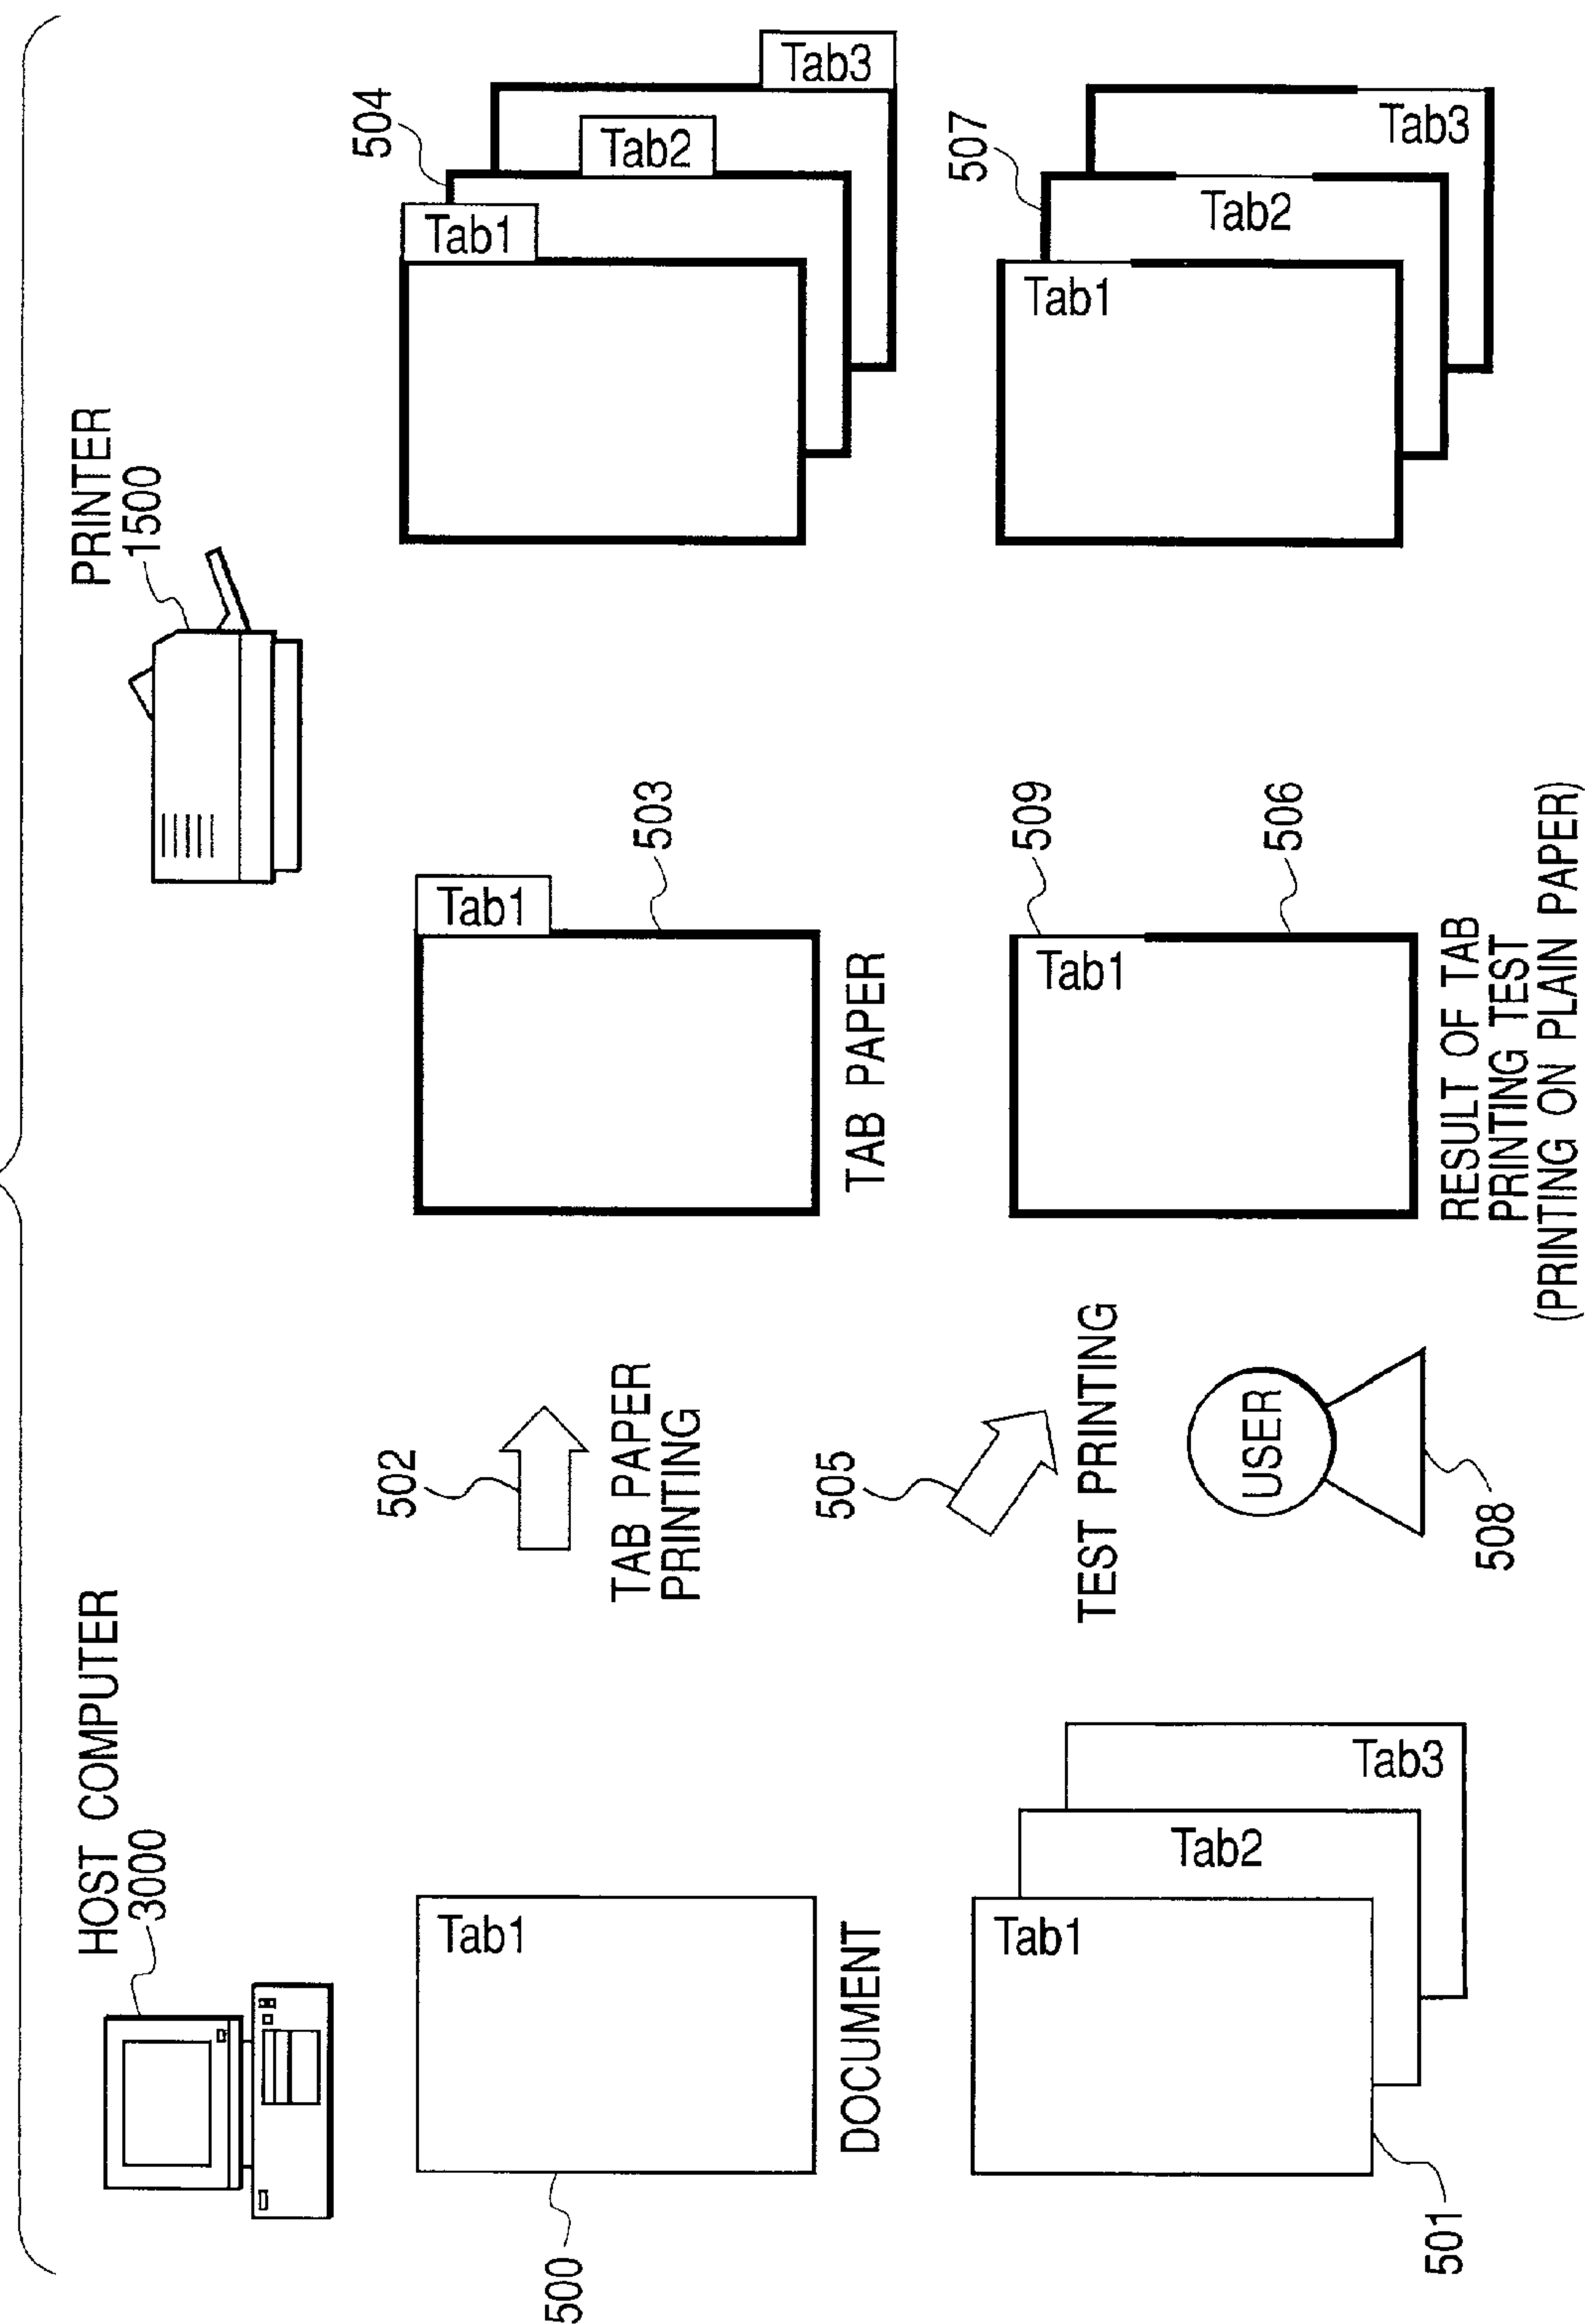 HOST COMPUTER
3000
PRINTER
1500
Tab1
500
DOCUMENT
502
TAB PAPER
PRINTING
Tab1
503
TAB PAPER
504
Tab1
Tab2
Tab3
Tab1
Tab2
Tab3
501
505
TEST PRINTING
USER
508
Tab1
509
506
RESULT OF TAB
PRINTING TEST
(PRINTING ON PLAIN PAPER)
507
Tab1
Tab2
Tab3